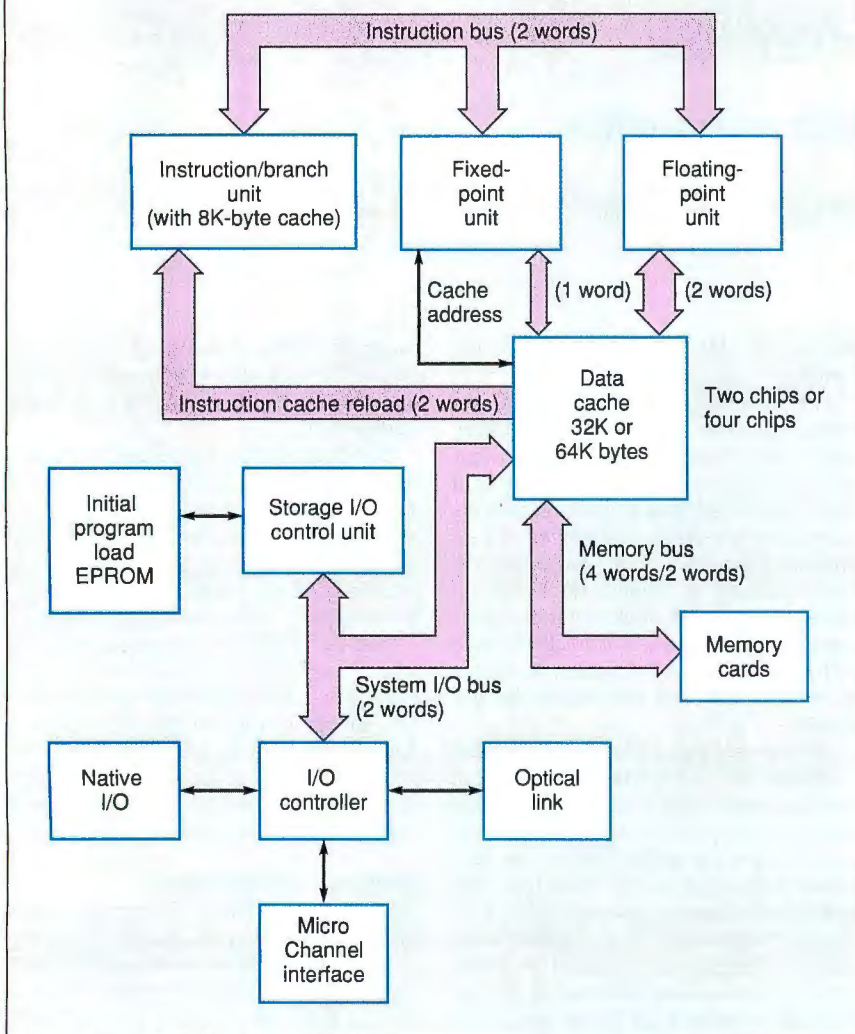 Instruction bus (2 words)
Instruction/branch
unit
(with 8K-byte cache)
Fixed-
point
unit
Floating-
point
unit
Cache
address
(1 word)
(2 words)
Data
cache
32K or
64K bytes
Two chips or
four chips
Instruction cache reload (2 words)
Initial
program
load
EPROM
Storage I/O
control unit
Memory bus
(4 words/2 words)
Memory
cards
System I/O bus
(2 words)
Native
I/O
I/O
controller
Optical
link
Micro
Channel
interface